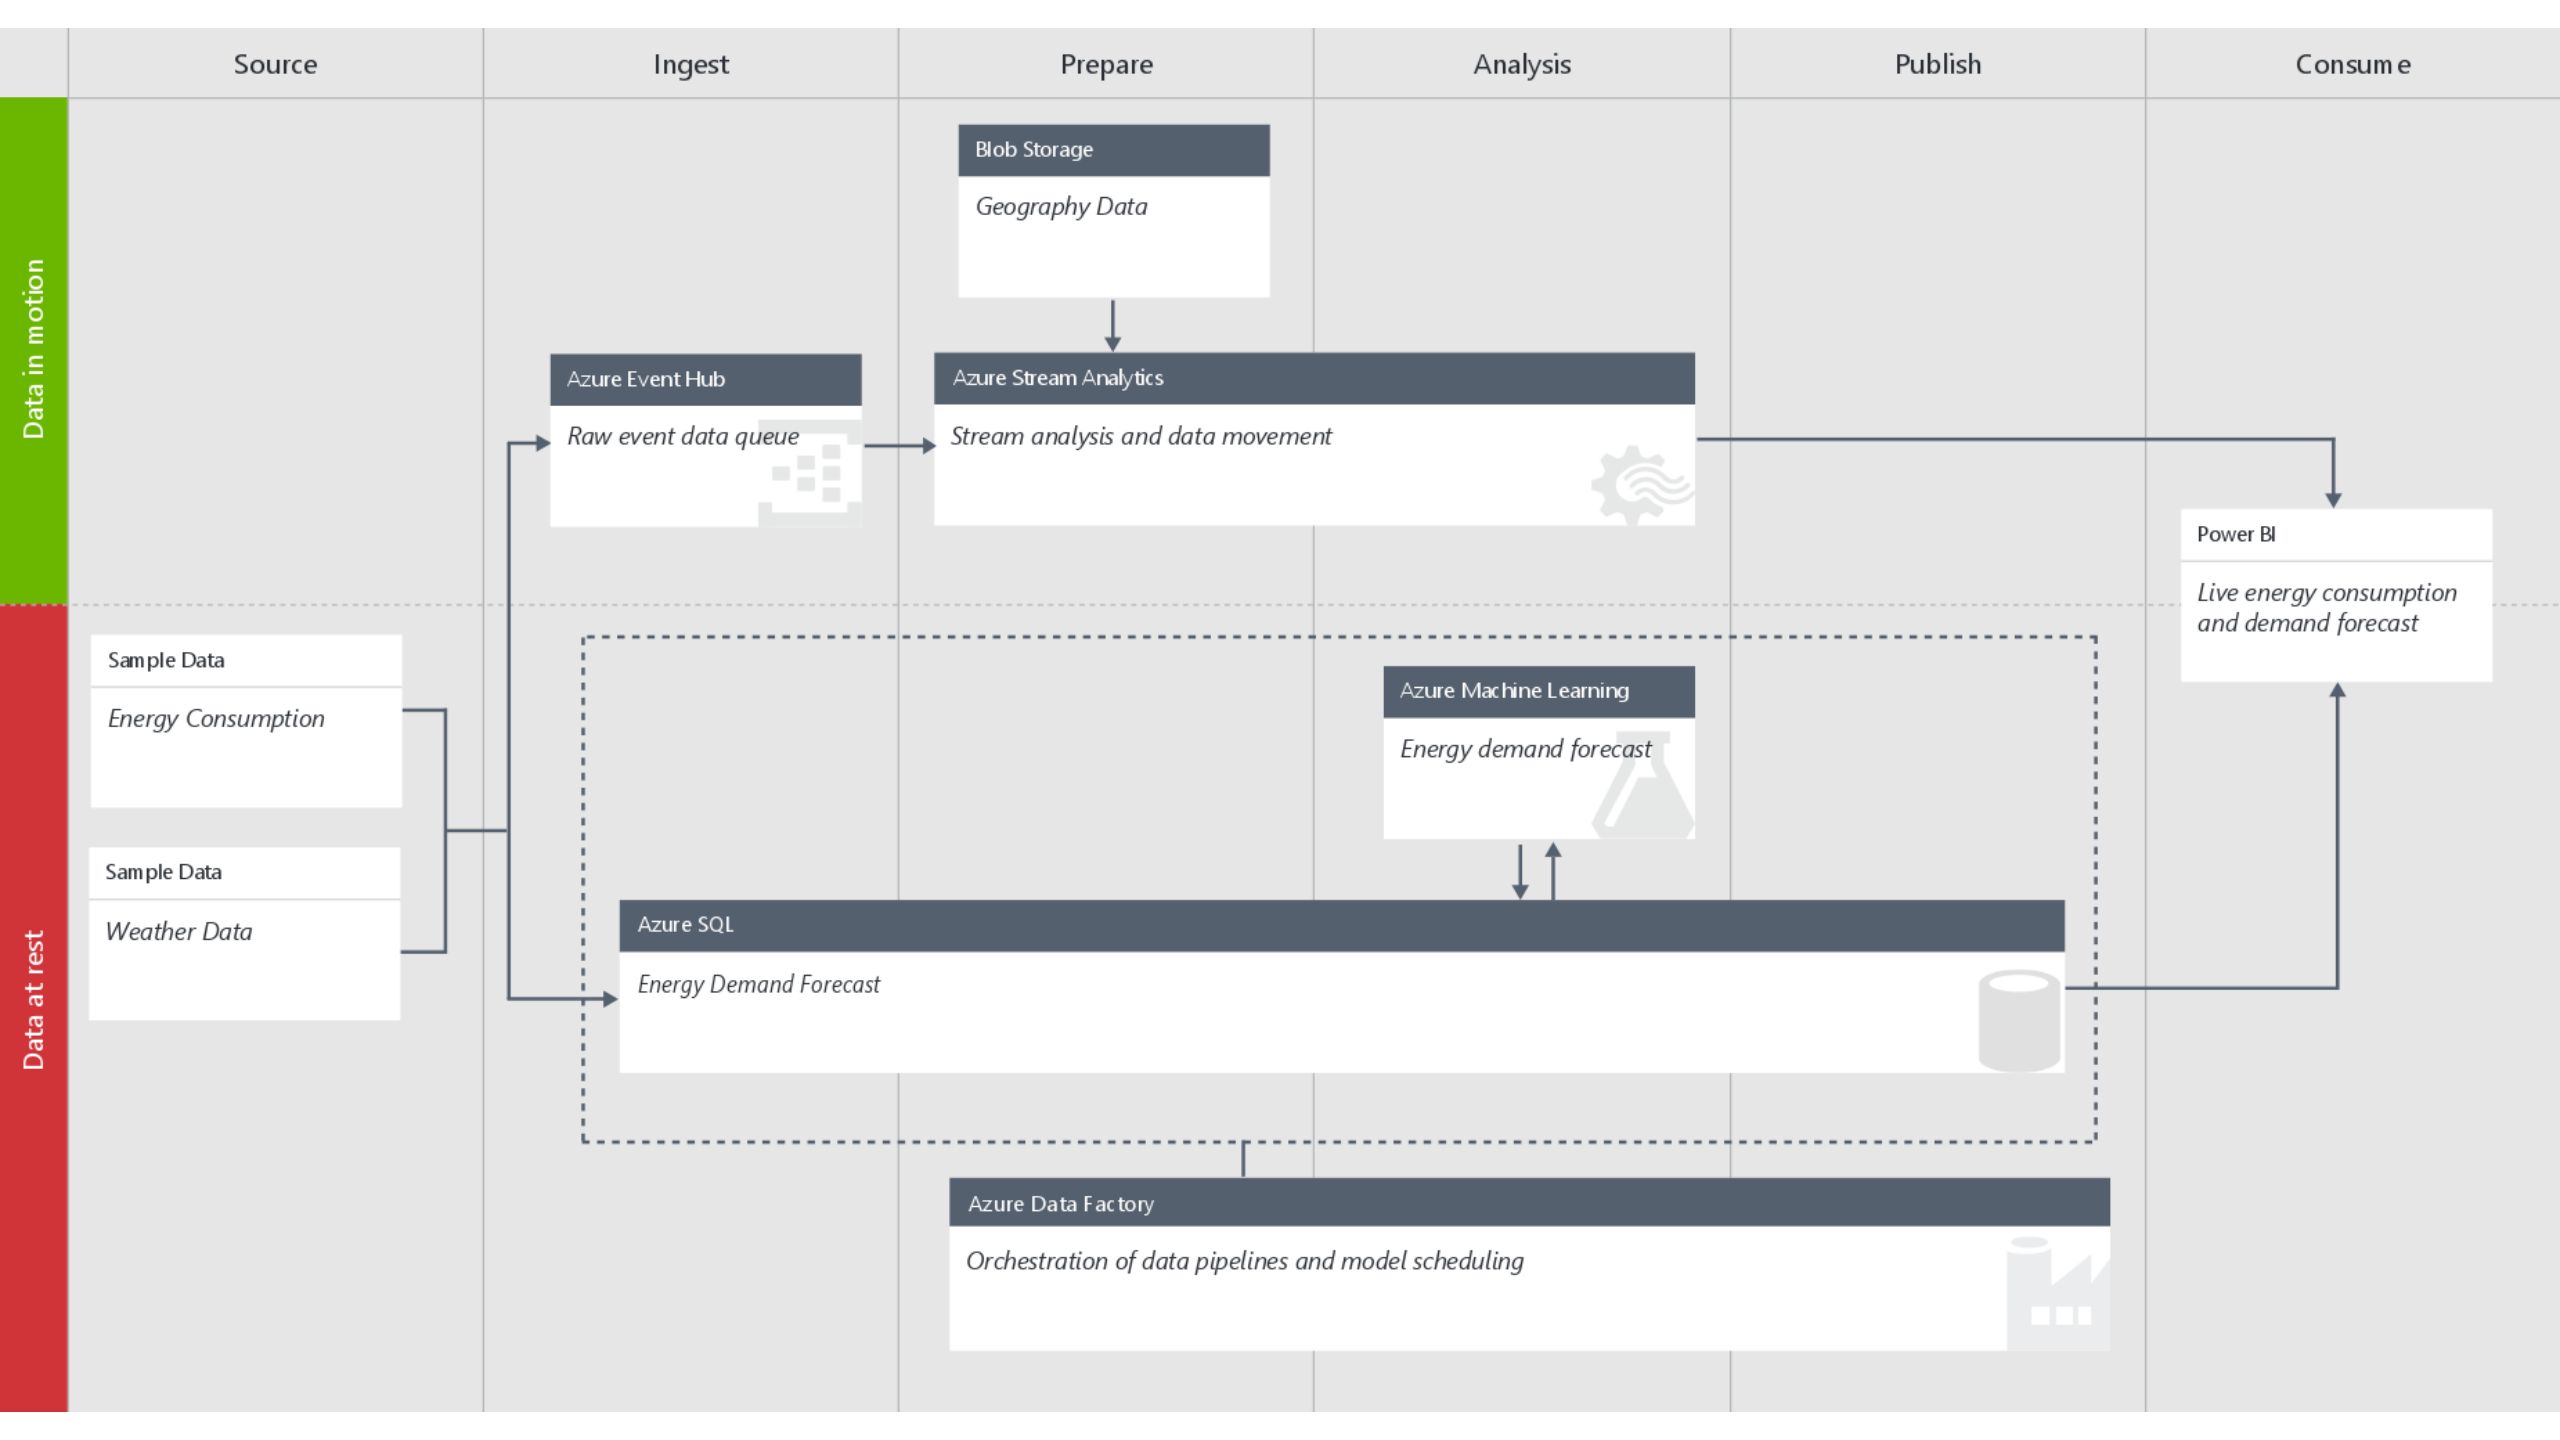 Source
Ingest
Prepare
Analysis
Publish
Consume
Data in motion
Blob Storage
Geography Data
Azure Event Hub
Raw event data queue
Azure Stream Analytics
Stream analysis and data movement
Power BI
Live energy consumption
and demand forecast
Data at rest
Sample Data
Energy Consumption
Sample Data
Weather Data
Azure Machine Learning
Energy demand forecast
Azure SQL
Energy Demand Forecast
Azure Data Factory
Orchestration of data pipelines and model scheduling